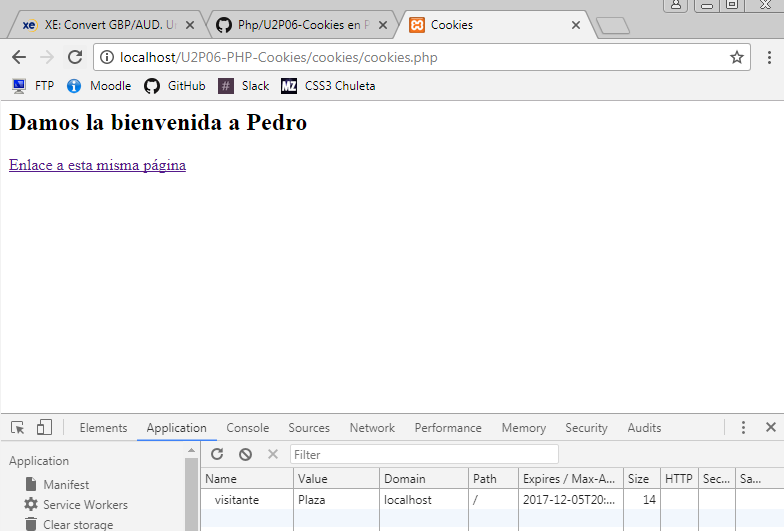 XE: Convert GBP/AUD. Un Php/U2P06-Cookies en P Cookies
localhost/U2P06-PHP-Cookies/cookies/cookies.php
FTP Moodle GitHub Slack MZ CSS3 Chuleta
Damos la bienvenida a Pedro
Enlace a esta misma página
Elements Application Console Sources Network Performance Memory Security Audits
Application
Filter
Manifest
Service Workers
Clear storage
Name Value Domain Path Expires / Max-A... Size HTTP Sec... Sa...
visitante Plaza localhost / 2017-12-05T20:... 14